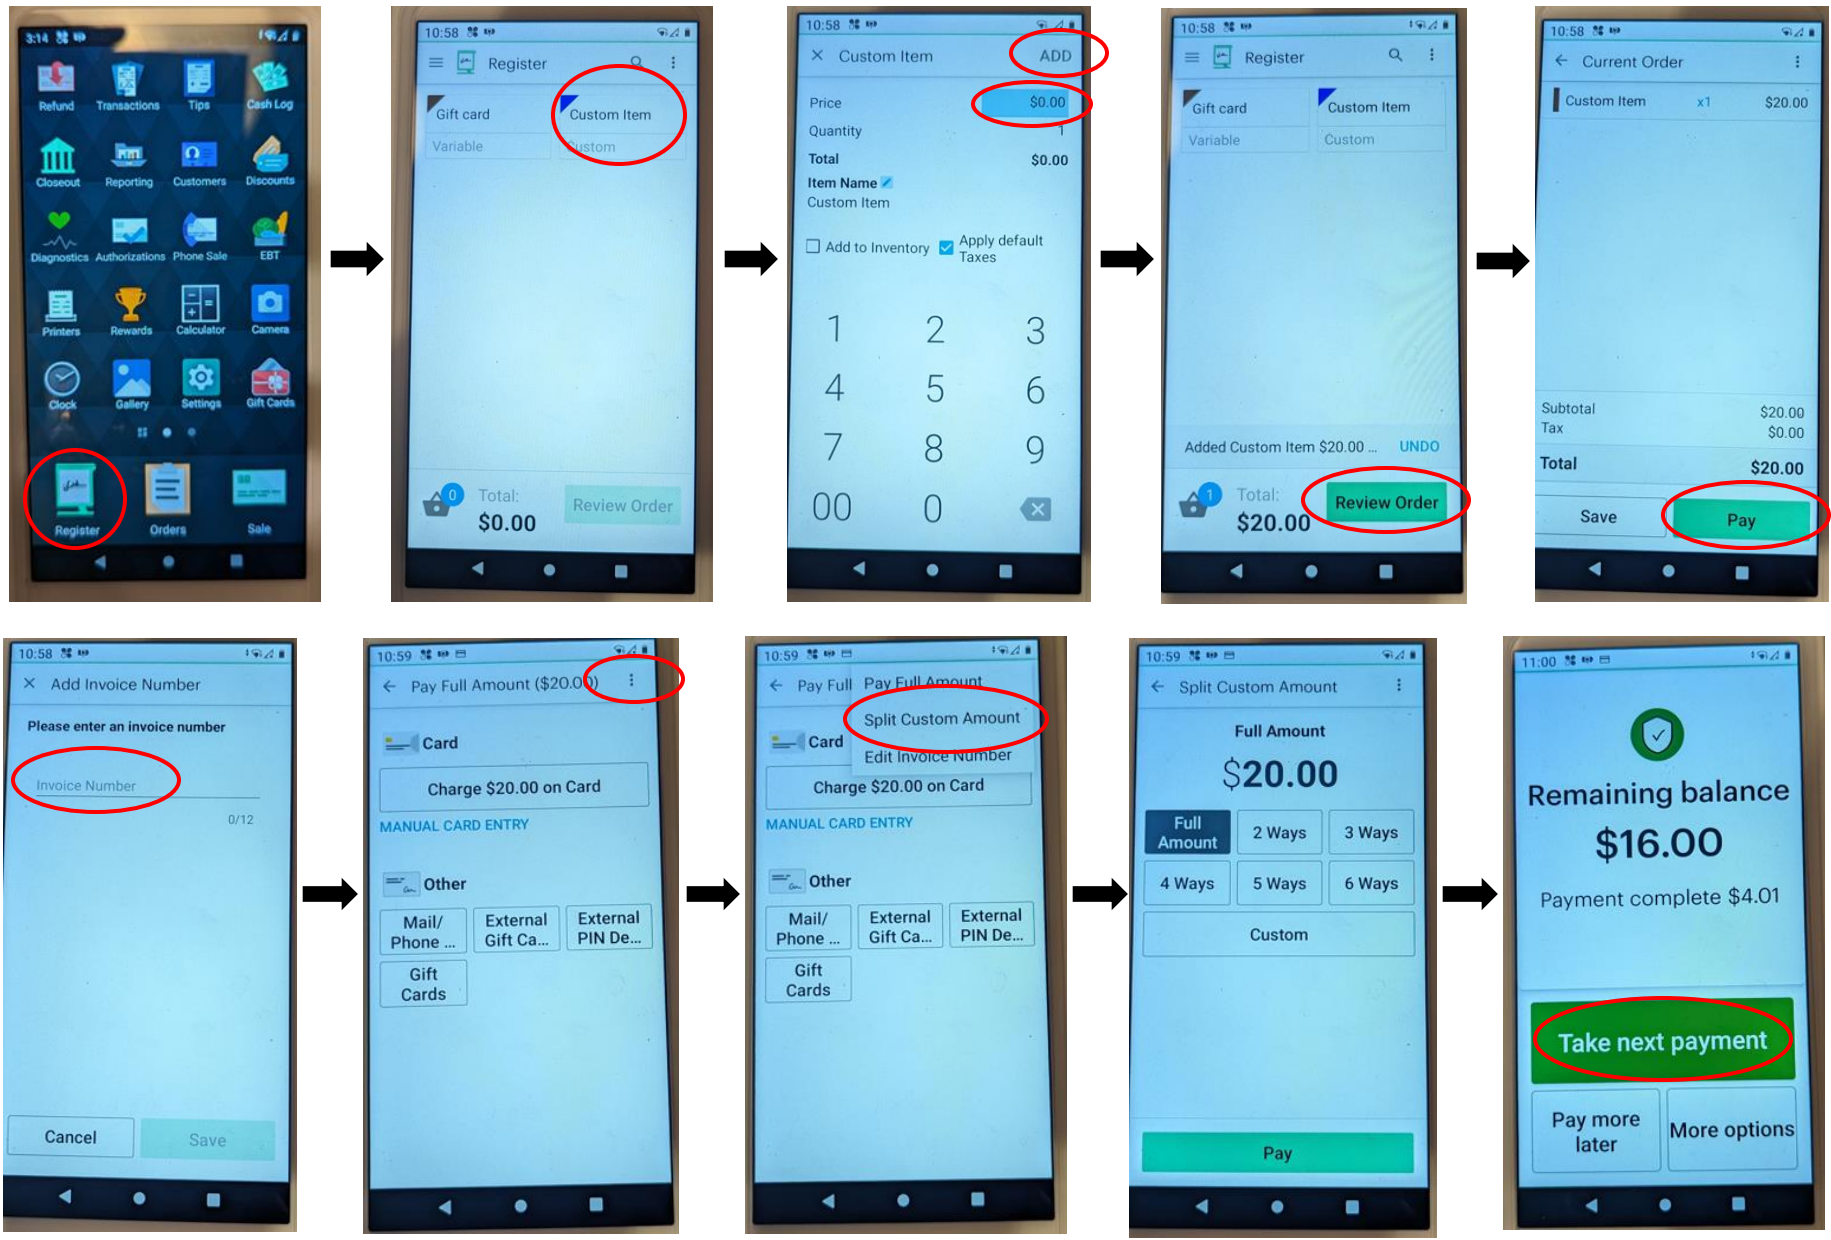 3:14
Refund Transactions Tips Cash Log
Closeout Reporting Customers Discounts
Diagnostics Authorizations Phone Sale EBT
Printers Rewards Calculator Camera
Clock Gallery Settings Gift Cards
Register Orders Sale
10:58
Register
Gift card Custom Item
Variable Custom
0 Total:
$0.00
Review Order
10:58
Custom Item ADD
Price $0.00
Quantity 1
Total $0.00
Item Name
Custom Item
Add to Inventory Apply default
Taxes
1 2 3
4 5 6
7 8 9
00 0
10:58
Register
Gift card Custom Item
Variable Custom
Added Custom Item $20.00 ... UNDO
1 Total:
$20.00
Review Order
10:58
Current Order
Custom Item x1 $20.00
Subtotal $20.00
Tax $0.00
Total $20.00
Save Pay
10:58
Add Invoice Number
Please enter an invoice number
Invoice Number
0/12
Cancel Save
10:59
Pay Full Amount ($20.00)
Card
Charge $20.00 on Card
MANUAL CARD ENTRY
Other
Mail/
Phone ...
External
Gift Ca...
External
PIN De...
Gift
Cards
10:59
Pay Full
Pay Full Amount
Split Custom Amount
Edit Invoice Number
Card
Charge $20.00 on Card
MANUAL CARD ENTRY
Other
Mail/
Phone ...
External
Gift Ca...
External
PIN De...
Gift
Cards
10:59
Split Custom Amount
Full Amount
$20.00
Full
Amount
2 Ways 3 Ways
4 Ways 5 Ways 6 Ways
Custom
Pay
11:00
Remaining balance
$16.00
Payment complete $4.01
Take next payment
Pay more
later
More options